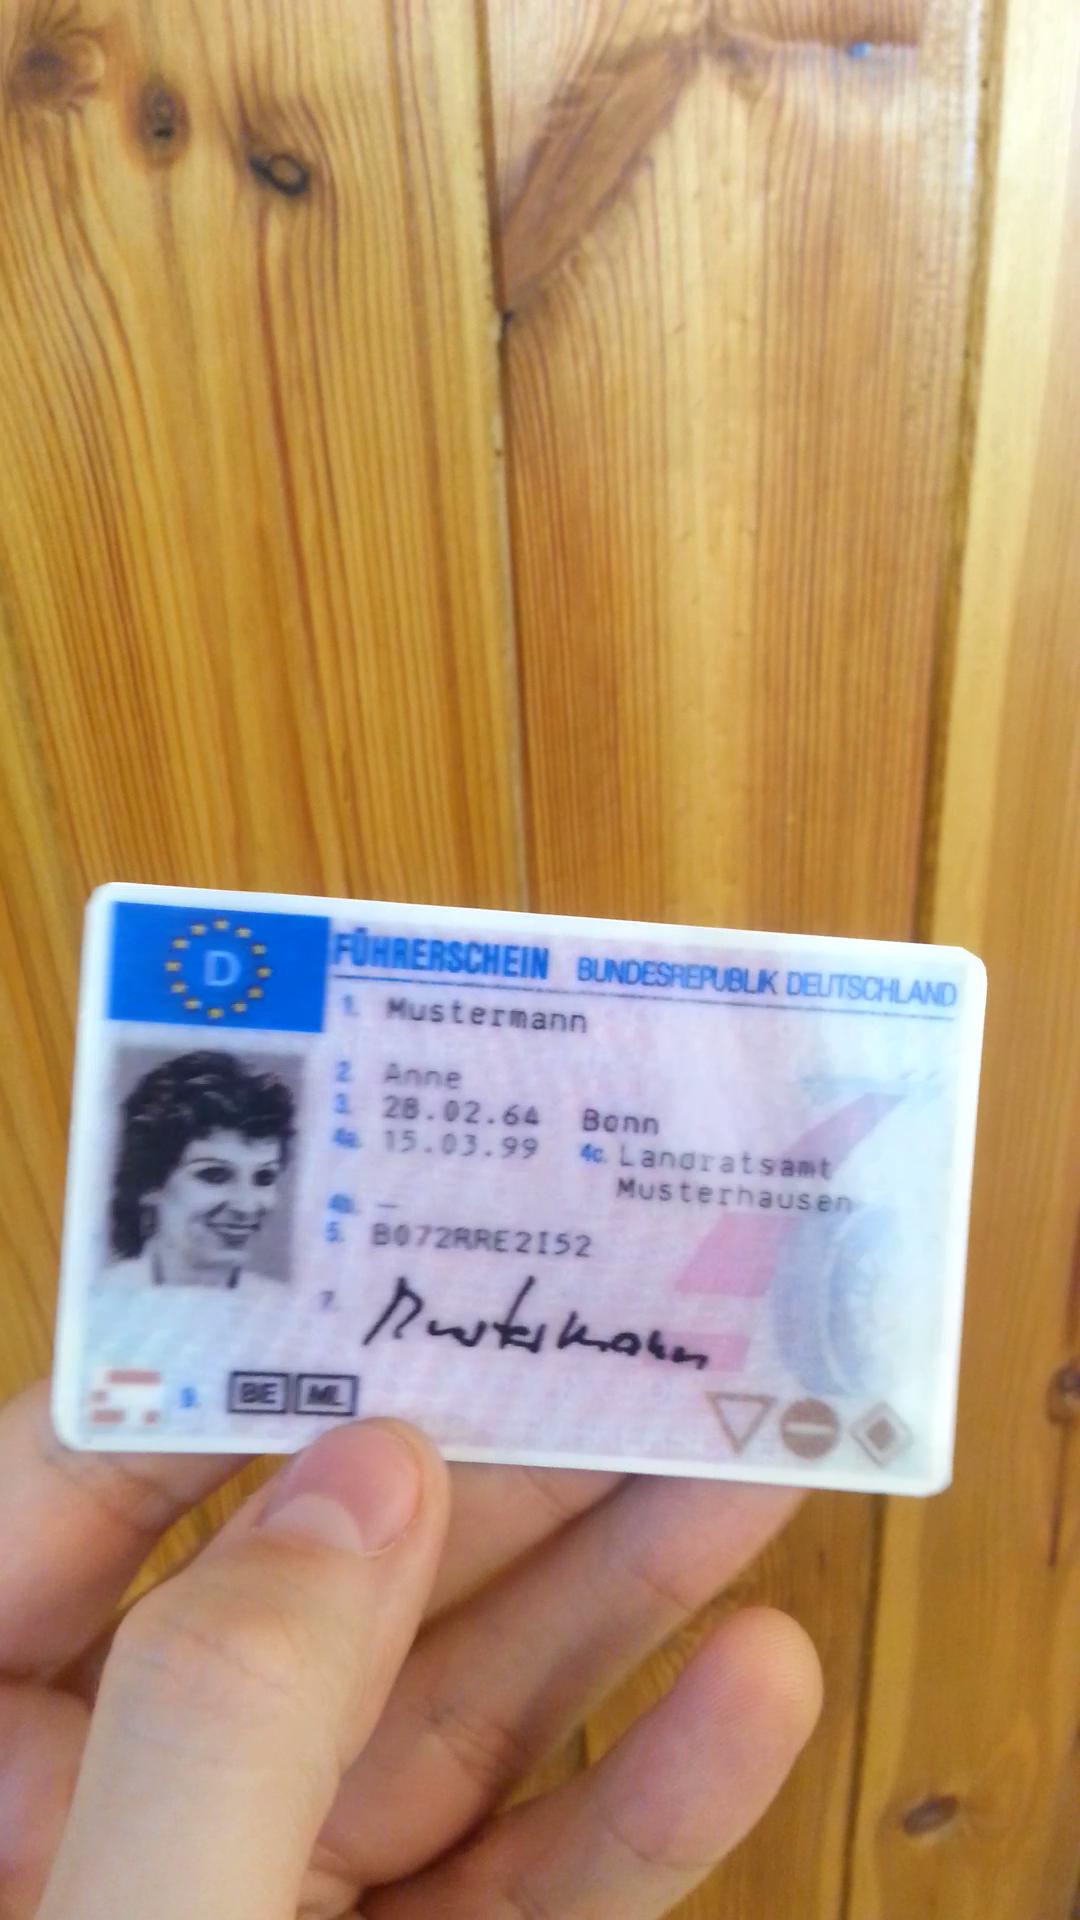 D
FÜHRERSCHEIN BUNDESREPUBLIK DEUTSCHLAND
1. Mustermann
2. Anne
3. 28.02.64 Bonn
4a. 15.03.99 4c. Landratsamt
Musterhausen
4b. —
5. B072RRE2I52
7. Mustermann
9. BE ML